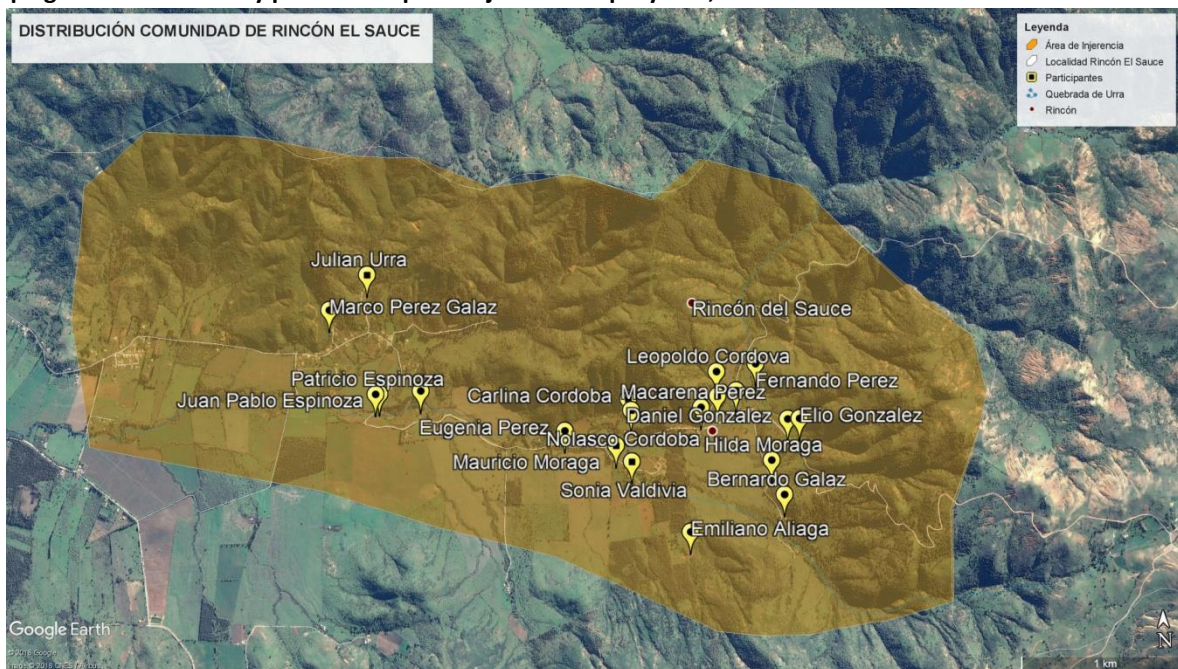 DISTRIBUCIÓN COMUNIDAD DE RINCÓN EL SAUCE
Leyenda
Área de Injerencia
Localidad Rincón El Sauce
Participantes
Quebrada de Urra
Rincón
Julian Urra
Marco Perez Galaz
Rincón del Sauce
Leopoldo Cordova
Patricio Espinoza
Fernando Perez
Carlina Cordoba
Macarena Perez
Juan Pablo Espinoza
Daniel Gonzalez
Elio Gonzalez
Eugenia Perez
Nolasco Cordoba
Hilda Moraga
Mauricio Moraga
Bernardo Galaz
Sonia Valdivia
Emiliano Aliaga
Google Earth
© 2016 Google
N
1 km